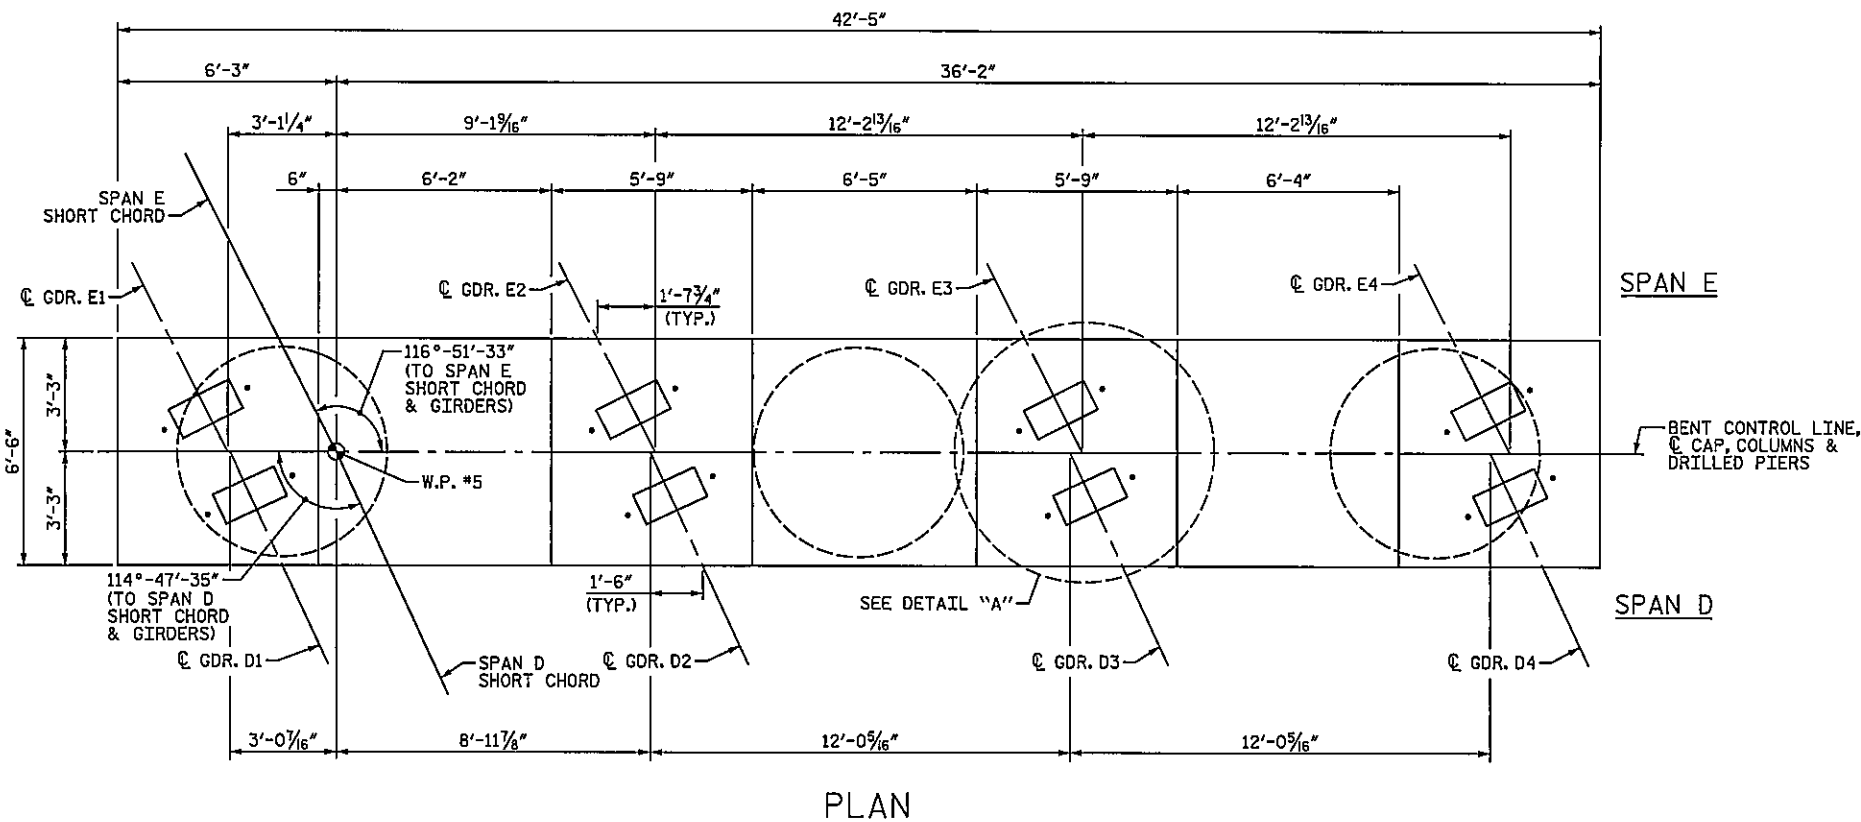 42'-5"
6'-3" 36'-2"
3'-1 1/4" 9'-1 9/16" 12'-2 13/16" 12'-2 13/16"
6" 6'-2" 5'-9" 6'-5" 5'-9" 6'-4"
SPAN E
SHORT CHORD
℄ GDR. E1
℄ GDR. E2
1'-7 3/4"
(TYP.)
℄ GDR. E3
℄ GDR. E4
SPAN E
116°-51'-33"
(TO SPAN E
SHORT CHORD
& GIRDERS)
6'-6"
3'-3"
3'-3"
W.P. #5
BENT CONTROL LINE,
℄ CAP, COLUMNS &
DRILLED PIERS
114°-47'-35"
(TO SPAN D
SHORT CHORD
& GIRDERS)
1'-6"
(TYP.)
SEE DETAIL "A"
SPAN D
℄ GDR. D1
SPAN D
SHORT CHORD
℄ GDR. D2
℄ GDR. D3
℄ GDR. D4
3'-0 7/16" 8'-11 7/8" 12'-0 5/16" 12'-0 5/16"
PLAN